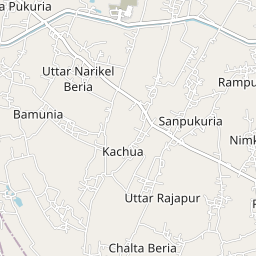 a Pukuria
Uttar Narikel
Beria
Rampu
Bamunia
Sanpukuria
Nimk
Kachua
Uttar Rajapur
P
Chalta Beria